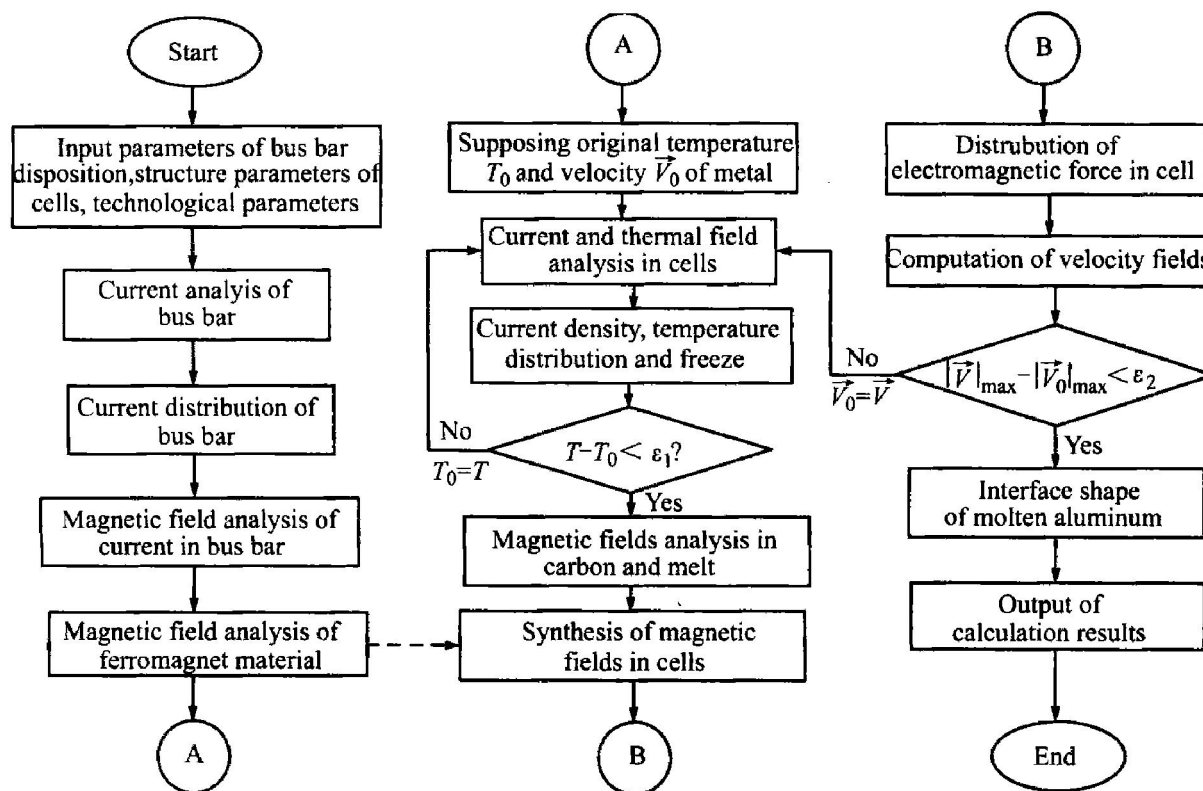 Start
Input parameters of bus bar
disposition,structure parameters of
cells, technological parameters
Current analyis of
bus bar
Current distribution of
bus bar
Magnetic field analysis of
current in bus bar
Magnetic field analysis of
ferromagnet material
A
A
Supposing original temperature
T₀ and velocity V⃗₀ of metal
Current and thermal field
analysis in cells
Current density, temperature
distribution and freeze
No
T−T₀< ε₁?
T₀=T
Yes
Magnetic fields analysis in
carbon and melt
Synthesis of magnetic
fields in cells
B
B
Distrubution of
electromagnetic force in cell
Computation of velocity fields
No
|V⃗|max−|V⃗₀|max<ε₂
V⃗₀=V⃗
Yes
Interface shape
of molten aluminum
Output of
calculation results
End